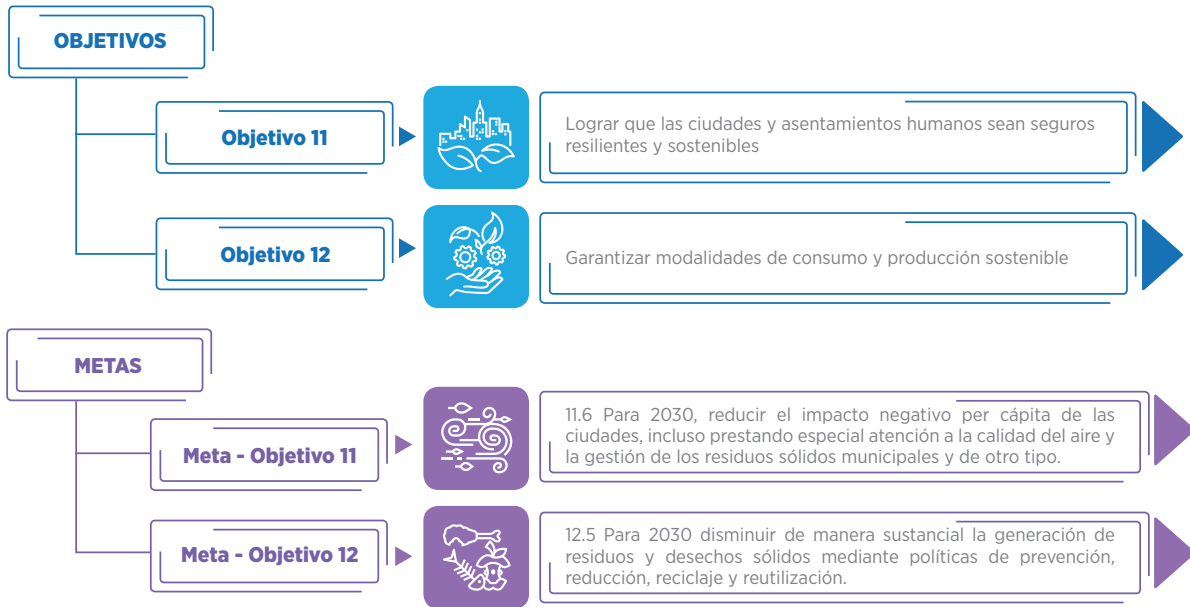 OBJETIVOS
Objetivo 11
Lograr que las ciudades y asentamientos humanos sean seguros
resilientes y sostenibles
Objetivo 12
Garantizar modalidades de consumo y producción sostenible
METAS
Meta - Objetivo 11
11.6 Para 2030, reducir el impacto negativo per cápita de las
ciudades, incluso prestando especial atención a la calidad del aire y
la gestión de los residuos sólidos municipales y de otro tipo.
Meta - Objetivo 12
12.5 Para 2030 disminuir de manera sustancial la generación de
residuos y desechos sólidos mediante políticas de prevención,
reducción, reciclaje y reutilización.